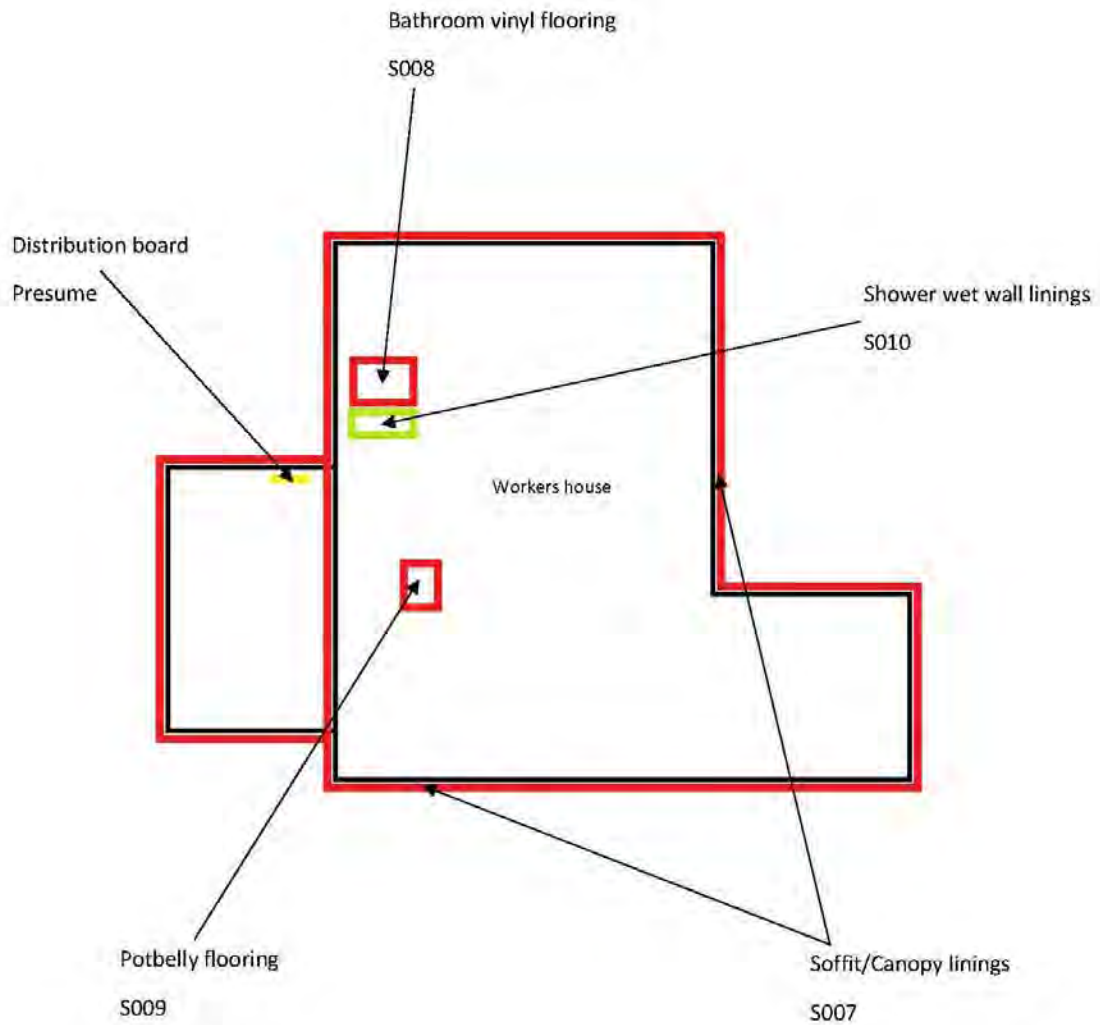 Bathroom vinyl flooring
S008
Distribution board
Presume
Shower wet wall linings
S010
Workers house
Potbelly flooring
S009
Soffit/Canopy linings
S007